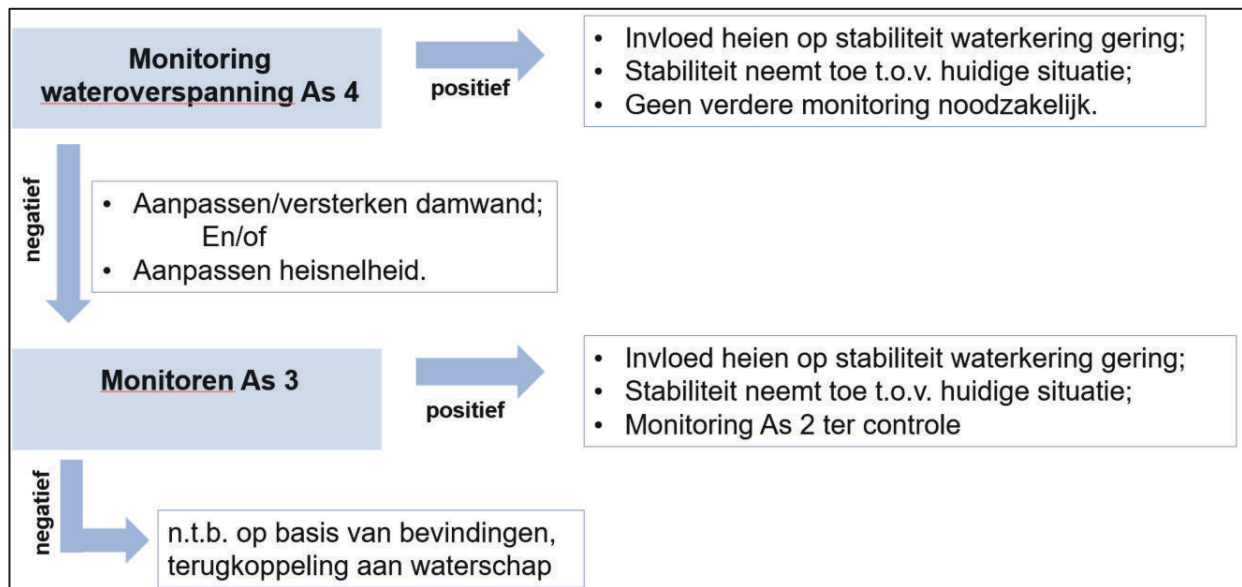 Monitoring
wateroverspanning As 4
positief
• Invloed heien op stabiliteit waterkering gering;
• Stabiliteit neemt toe t.o.v. huidige situatie;
• Geen verdere monitoring noodzakelijk.
negatief
• Aanpassen/versterken damwand;
En/of
• Aanpassen heisnelheid.
Monitoren As 3
positief
• Invloed heien op stabiliteit waterkering gering;
• Stabiliteit neemt toe t.o.v. huidige situatie;
• Monitoring As 2 ter controle
negatief
n.t.b. op basis van bevindingen,
terugkoppeling aan waterschap